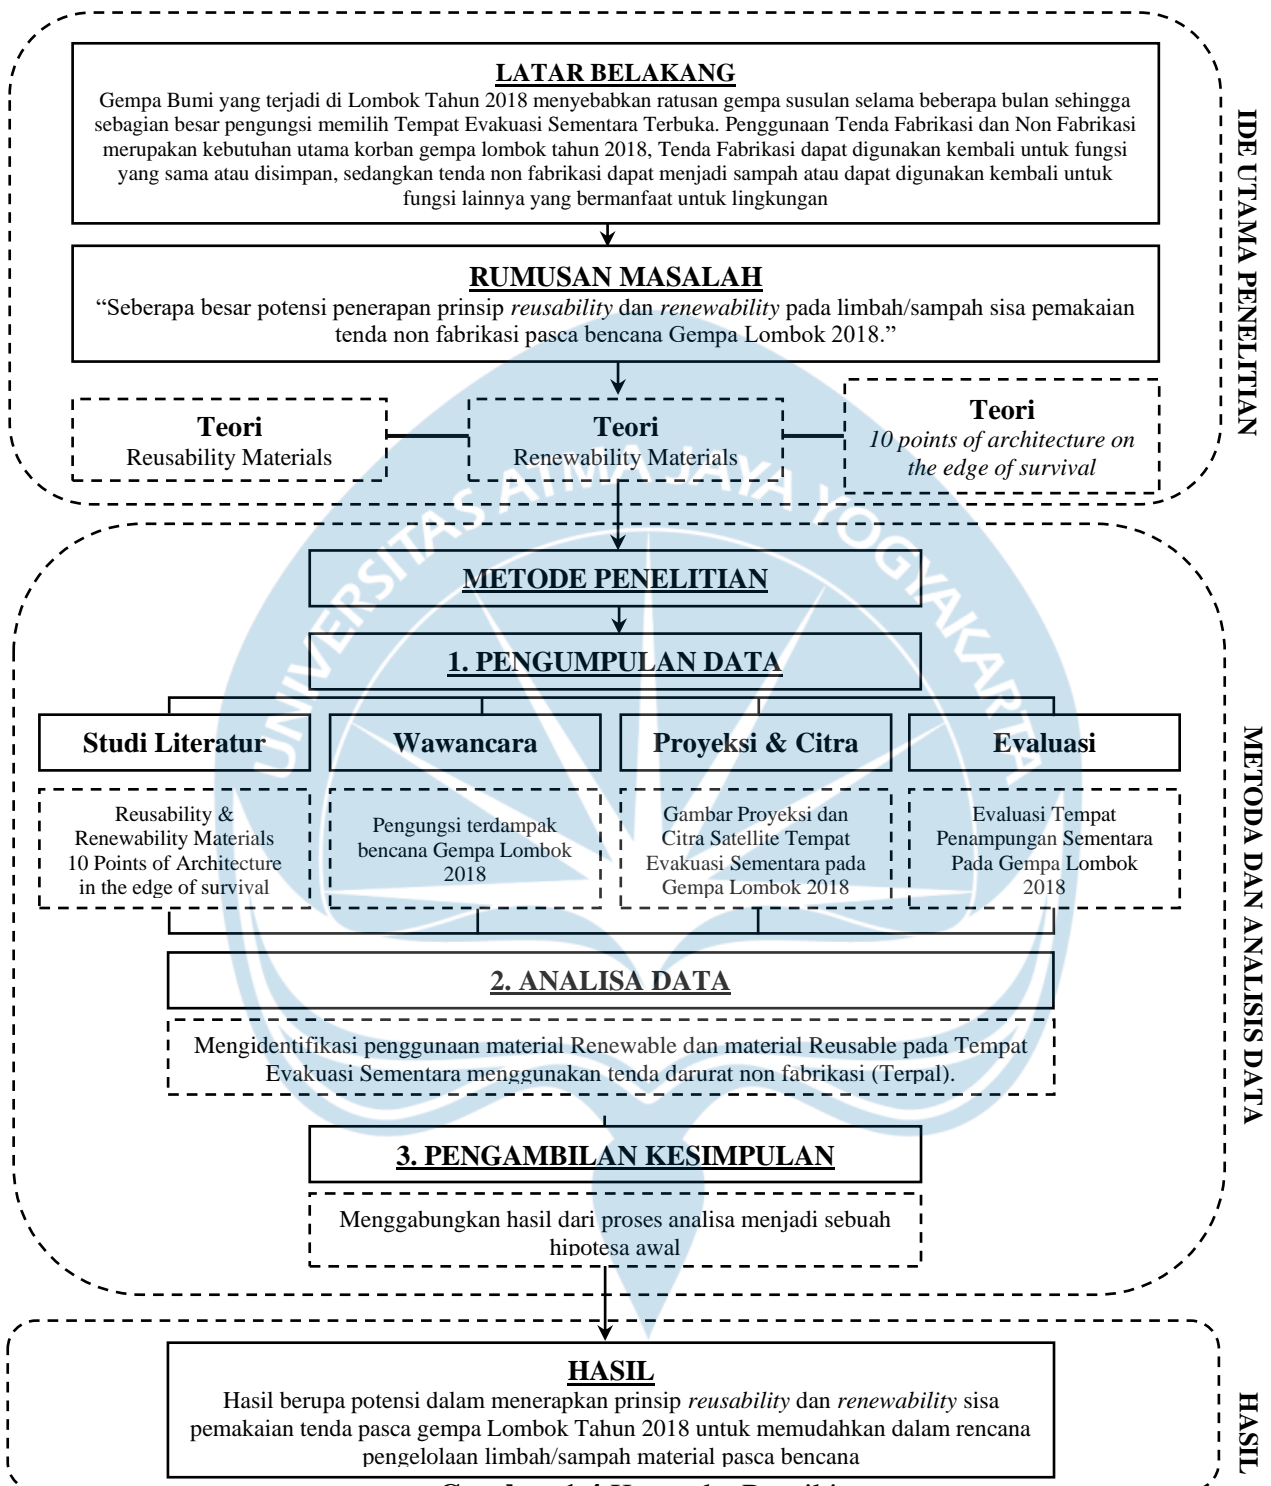 LATAR BELAKANG
Gempa Bumi yang terjadi di Lombok Tahun 2018 menyebabkan ratusan gempa susulan selama beberapa bulan sehingga
sebagian besar pengungsi memilih Tempat Evakuasi Sementara Terbuka. Penggunaan Tenda Fabrikasi dan Non Fabrikasi
merupakan kebutuhan utama korban gempa lombok tahun 2018, Tenda Fabrikasi dapat digunakan kembali untuk fungsi
yang sama atau disimpan, sedangkan tenda non fabrikasi dapat menjadi sampah atau dapat digunakan kembali untuk
fungsi lainnya yang bermanfaat untuk lingkungan
RUMUSAN MASALAH
“Seberapa besar potensi penerapan prinsip reusability dan renewability pada limbah/sampah sisa pemakaian
tenda non fabrikasi pasca bencana Gempa Lombok 2018.”
Teori
Reusability Materials
Teori
Renewability Materials
Teori
10 points of architecture on
the edge of survival
IDE UTAMA PENELITIAN
UNIVERSITAS ATMA JAYA YOGYAKARTA
METODE PENELITIAN
1. PENGUMPULAN DATA
Studi Literatur
Wawancara
Proyeksi & Citra
Evaluasi
Reusability &
Renewability Materials
10 Points of Architecture
in the edge of survival
Pengungsi terdampak
bencana Gempa Lombok
2018
Gambar Proyeksi dan
Citra Satellite Tempat
Evakuasi Sementara pada
Gempa Lombok 2018
Evaluasi Tempat
Penampungan Sementara
Pada Gempa Lombok
2018
2. ANALISA DATA
Mengidentifikasi penggunaan material Renewable dan material Reusable pada Tempat
Evakuasi Sementara menggunakan tenda darurat non fabrikasi (Terpal).
3. PENGAMBILAN KESIMPULAN
Menggabungkan hasil dari proses analisa menjadi sebuah
hipotesa awal
METODA DAN ANALISIS DATA
HASIL
Hasil berupa potensi dalam menerapkan prinsip reusability dan renewability sisa
pemakaian tenda pasca gempa Lombok Tahun 2018 untuk memudahkan dalam rencana
pengelolaan limbah/sampah material pasca bencana
HASIL